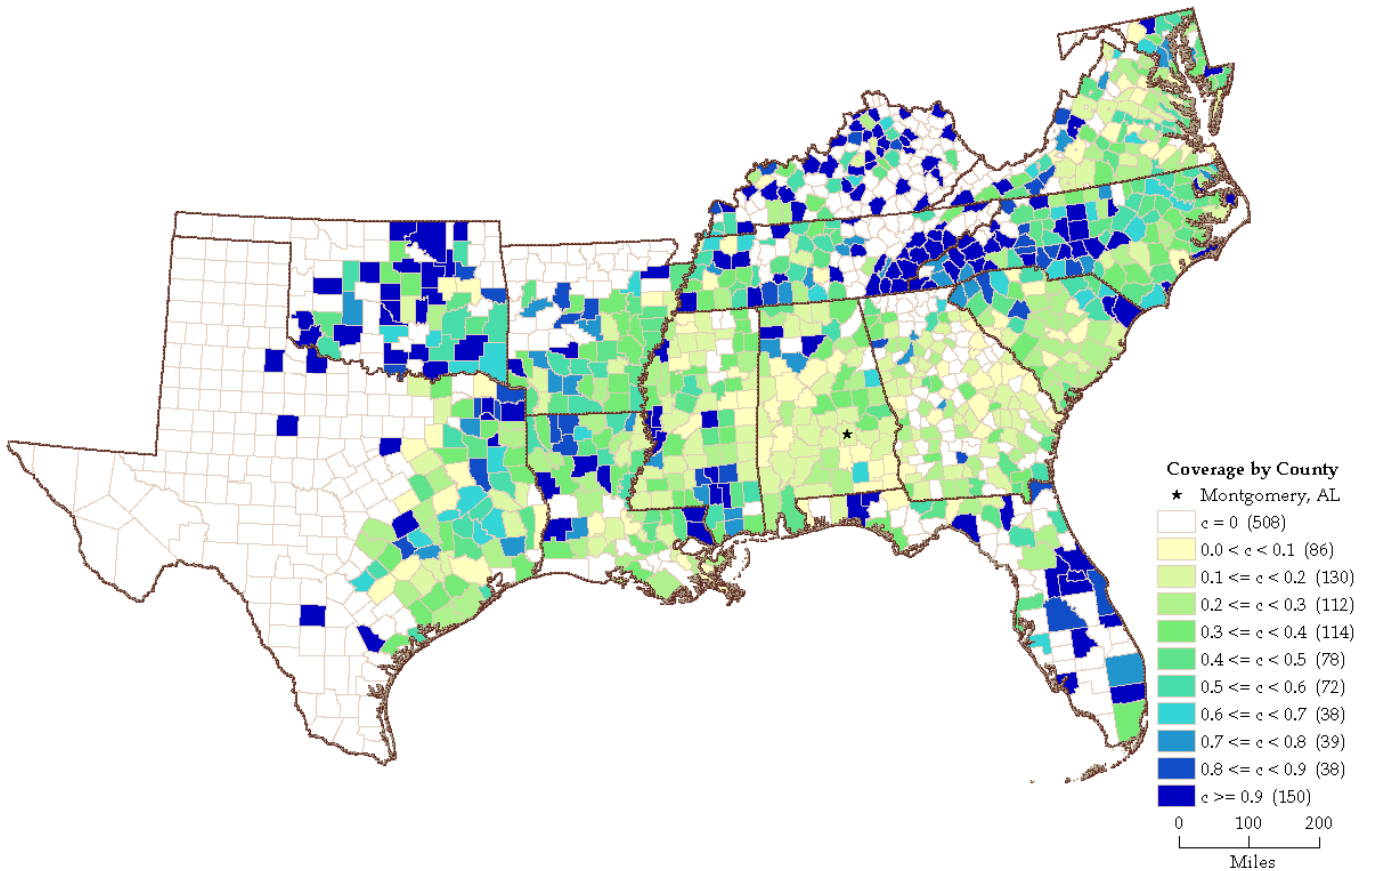 Coverage by County
★ Montgomery, AL
c = 0 (508)
0.0 < c < 0.1 (86)
0.1 <= c < 0.2 (130)
0.2 <= c < 0.3 (112)
0.3 <= c < 0.4 (114)
0.4 <= c < 0.5 (78)
0.5 <= c < 0.6 (72)
0.6 <= c < 0.7 (38)
0.7 <= c < 0.8 (39)
0.8 <= c < 0.9 (38)
c >= 0.9 (150)
0 100 200
Miles